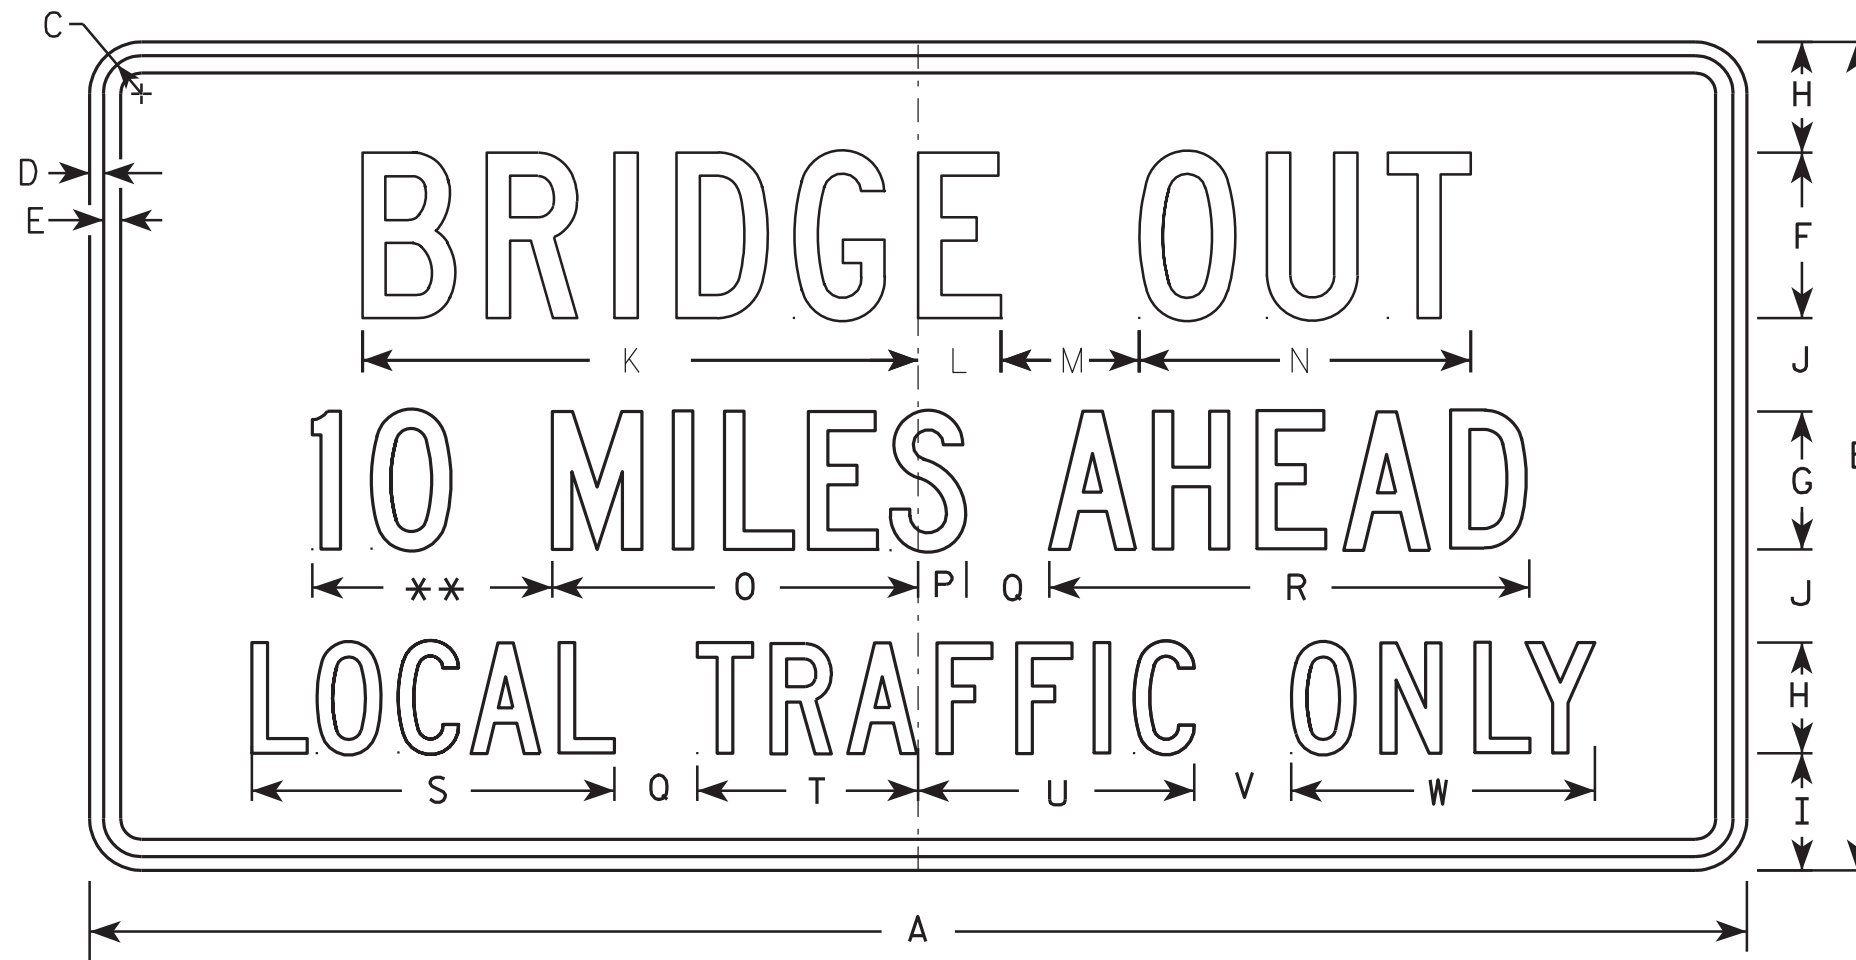 C
H
BRIDGE OUT
D
E
F
K L M N
J
10 MILES AHEAD
G
** O P Q R
J
LOCAL TRAFFIC ONLY
H
S Q T U V W
I
A